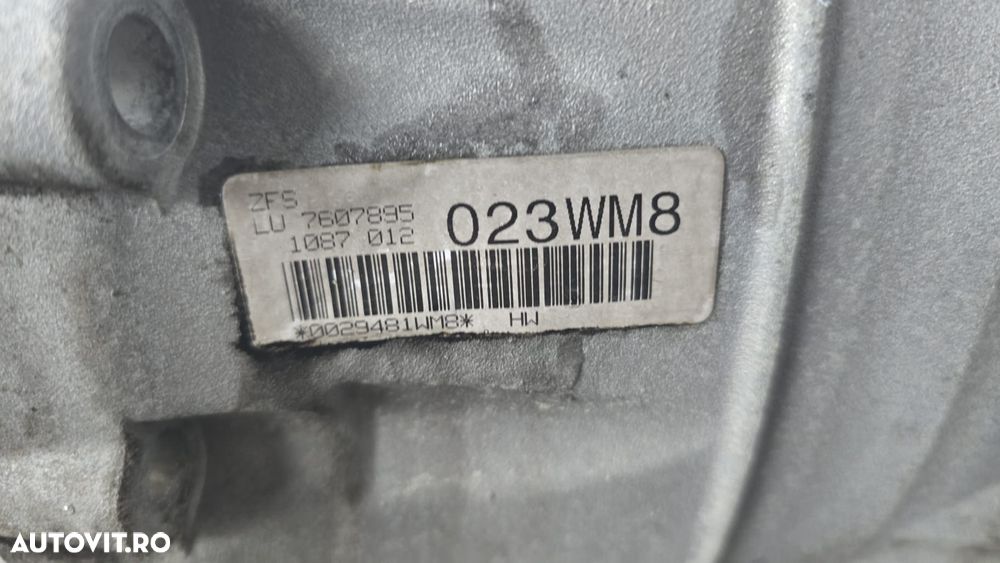 ZFS
LU 7607895
1087 012
023WM8
*0029481WM8* HW
AUTOVIT.RO